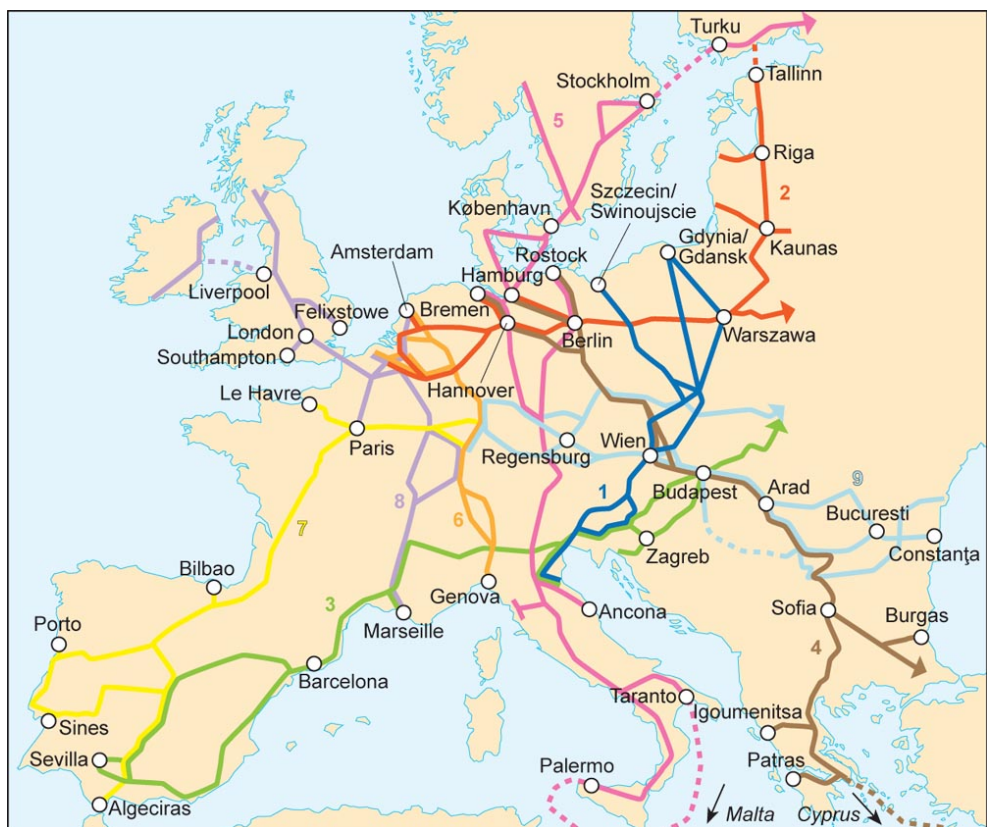 Turku
Tallinn
Stockholm
5
Riga
Szczecin/
Swinoujscie
2
København
Gdynia/
Gdansk
Kaunas
Amsterdam
Rostock
Hamburg
Liverpool
Felixstowe
Bremen
London
Berlin
Warszawa
Southampton
Hannover
Le Havre
Paris
Regensburg
Wien
Budapest
9
1
8
Arad
6
7
Bucuresti
Constanţa
Zagreb
Bilbao
Genova
3
Marseille
Ancona
Sofia
Burgas
Porto
4
Barcelona
Taranto
Igoumenitsa
Sines
Sevilla
Palermo
Patras
Algeciras
Malta
Cyprus